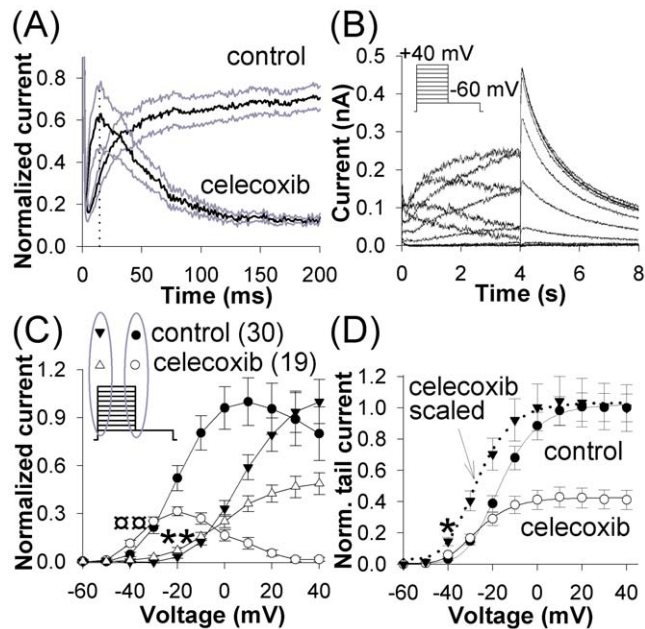 (A)
Normalized current
0.8
0.6
0.4
0.2
0.0
control
celecoxib
0 50 100 150 200
Time (ms)
(B)
Current (nA)
0.5
0.4
0.3
0.2
0.1
0.0
+40 mV
-60 mV
0 2 4 6 8
Time (s)
(C)
control (30)
celecoxib (19)
Normalized current
1.2
0.9
0.6
0.3
0.0
¤¤
**
-60 -40 -20 0 20 40
Voltage (mV)
(D)
Norm. tail current
1.2
1.0
0.8
0.6
0.4
0.2
0.0
celecoxib
scaled
control
*
celecoxib
-60 -40 -20 0 20 40
Voltage (mV)